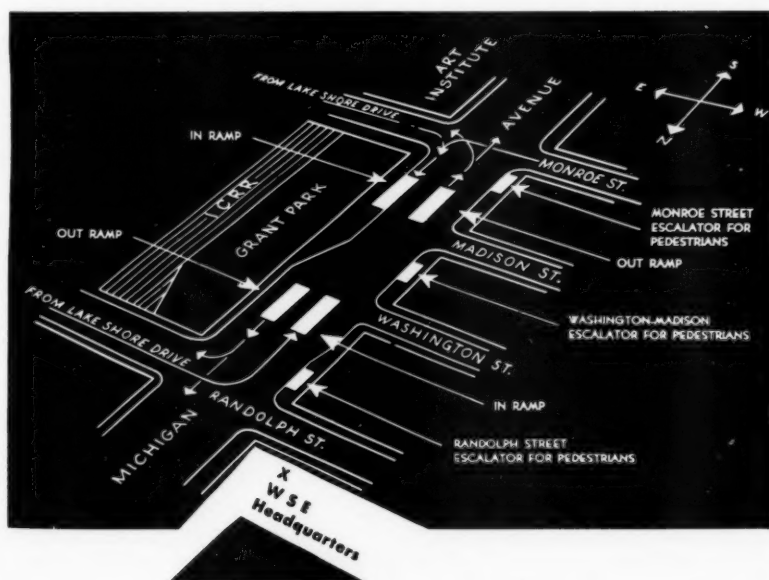 ART
INSTITUTE
AVENUE
FROM LAKE SHORE DRIVE
S
E
W
N
IN RAMP
MONROE ST.
C.R.R.
GRANT PARK
MONROE STREET
ESCALATOR FOR
PEDESTRIANS
OUT RAMP
MADISON ST.
OUT RAMP
FROM LAKE SHORE DRIVE
WASHINGTON-MADISON
ESCALATOR FOR PEDESTRIANS
WASHINGTON ST.
IN RAMP
MICHIGAN
RANDOLPH ST.
RANDOLPH STREET
ESCALATOR FOR PEDESTRIANS
X
W S E
Headquarters